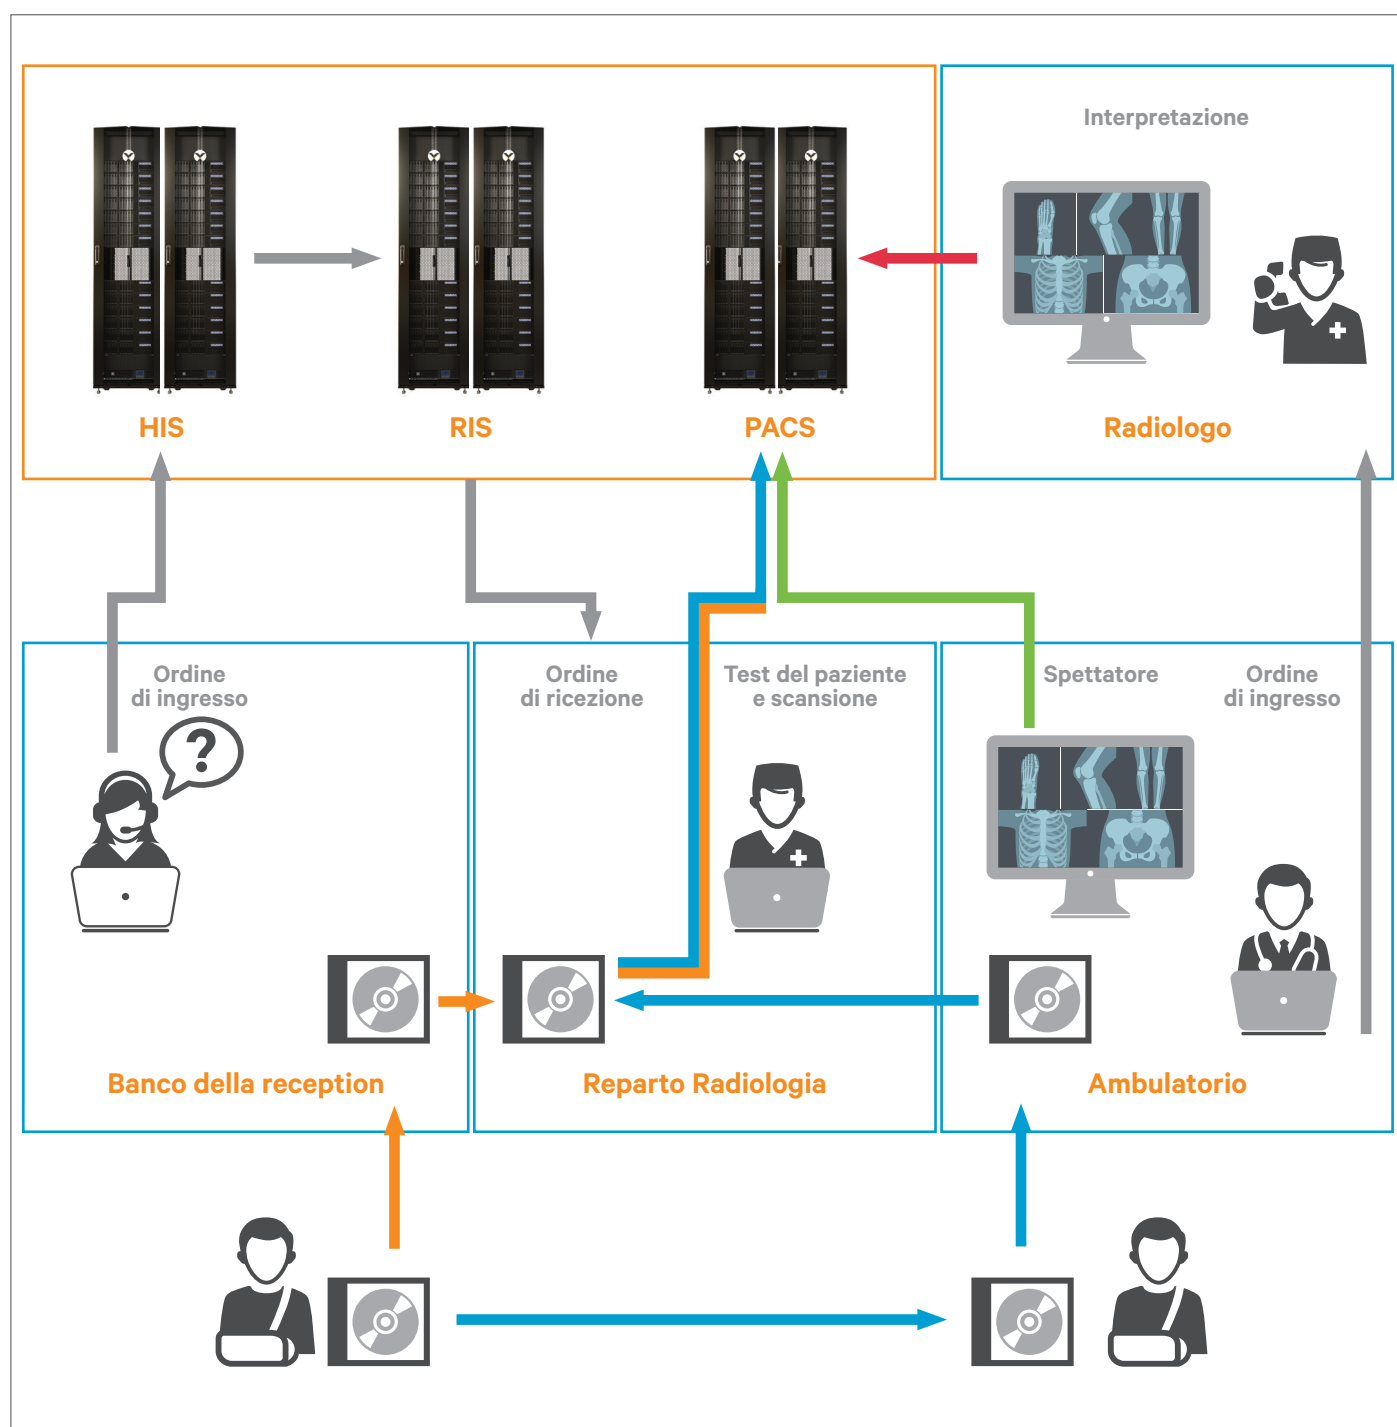 Interpretazione
HIS
RIS
PACS
Radiologo
Ordine
di ingresso
Ordine
di ricezione
Test del paziente
e scansione
Spettatore
Ordine
di ingresso
?
Banco della reception
Reparto Radiologia
Ambulatorio